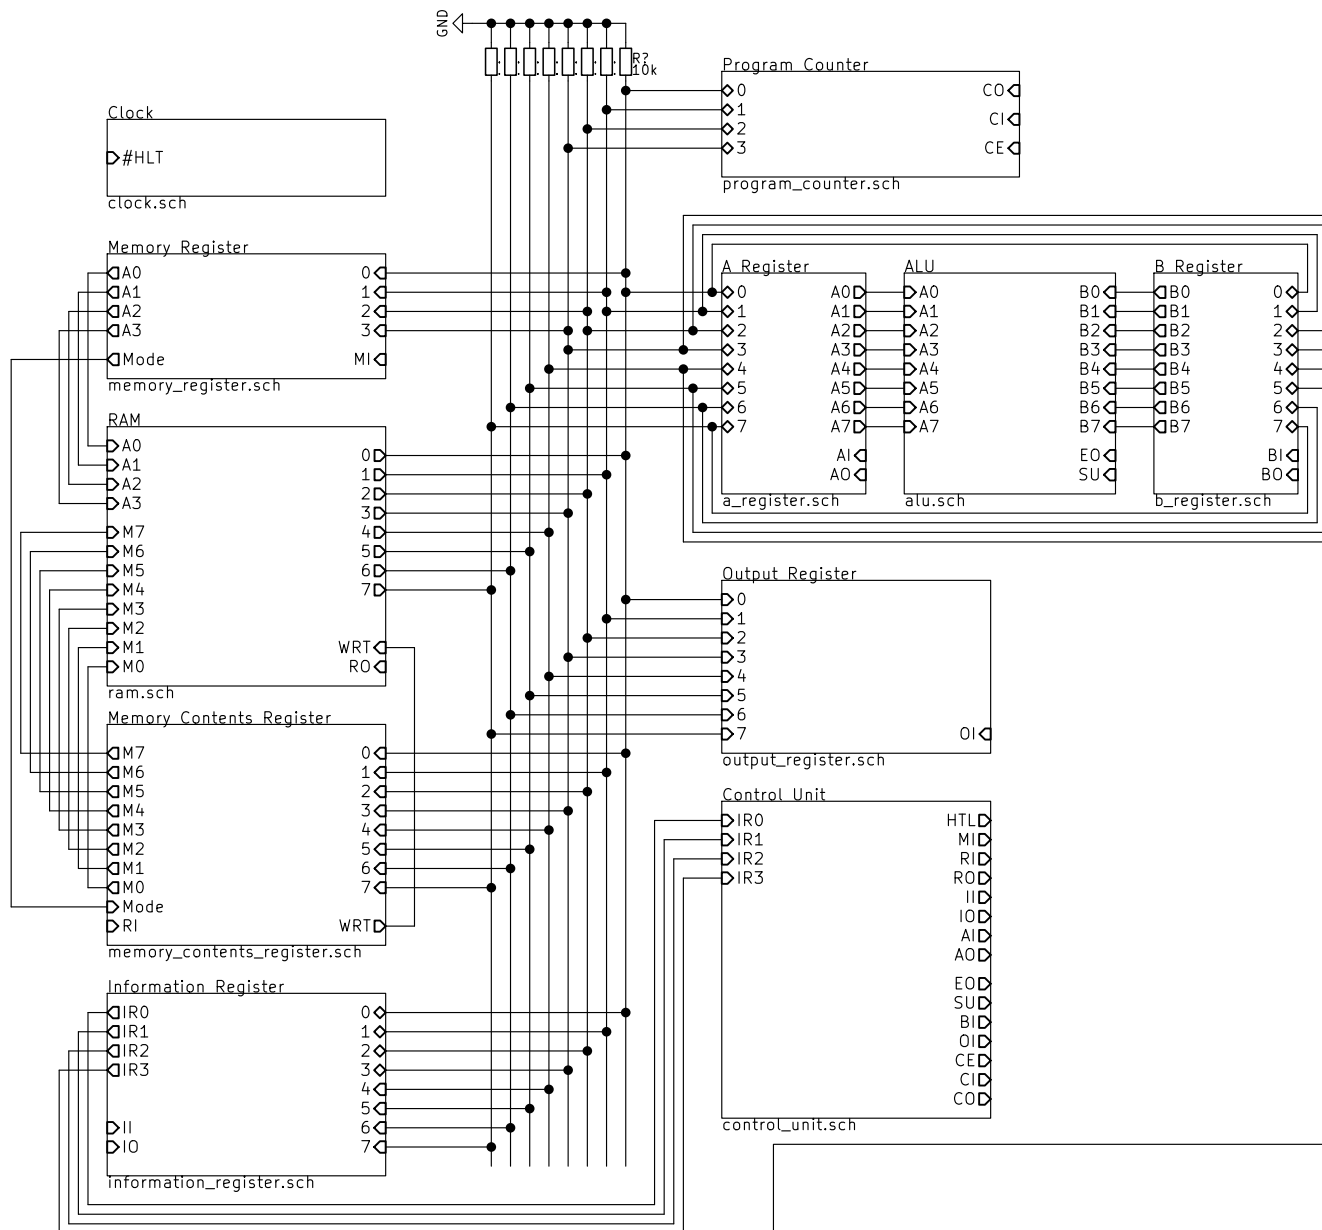 GND
R?
10k
Program Counter
0 CO
1
CI
2
3 CE
program_counter.sch
Clock
#HLT
clock.sch
Memory Register
A0 0
A1 1
A2 2
A3 3
Mode MI
memory_register.sch
A Register
0 A0
1 A1
2 A2
3 A3
4 A4
5 A5
6 A6
7 A7
AI
AO
a_register.sch
ALU
A0 B0
A1 B1
A2 B2
A3 B3
A4 B4
A5 B5
A6 B6
A7 B7
EO
SU
alu.sch
B Register
B0 0
B1 1
B2 2
B3 3
B4 4
B5 5
B6 6
B7 7
BI
BO
b_register.sch
RAM
A0 0
A1 1
A2 2
A3 3
M7 4
M6 5
M5 6
M4 7
M3
M2
M1 WRT
M0 RO
ram.sch
Output Register
0
1
2
3
4
5
6
7 OI
output_register.sch
Memory Contents Register
M7 0
M6 1
M5 2
M4 3
M3 4
M2 5
M1 6
M0 7
Mode
RI WRT
memory_contents_register.sch
Control Unit
IR0 HTL
IR1 MI
IR2 RI
IR3 RO
II
IO
AI
AO
EO
SU
BI
OI
CE
CI
CO
control_unit.sch
Information Register
IR0 0
IR1 1
IR2 2
IR3 3
4
5
II 6
IO 7
information_register.sch